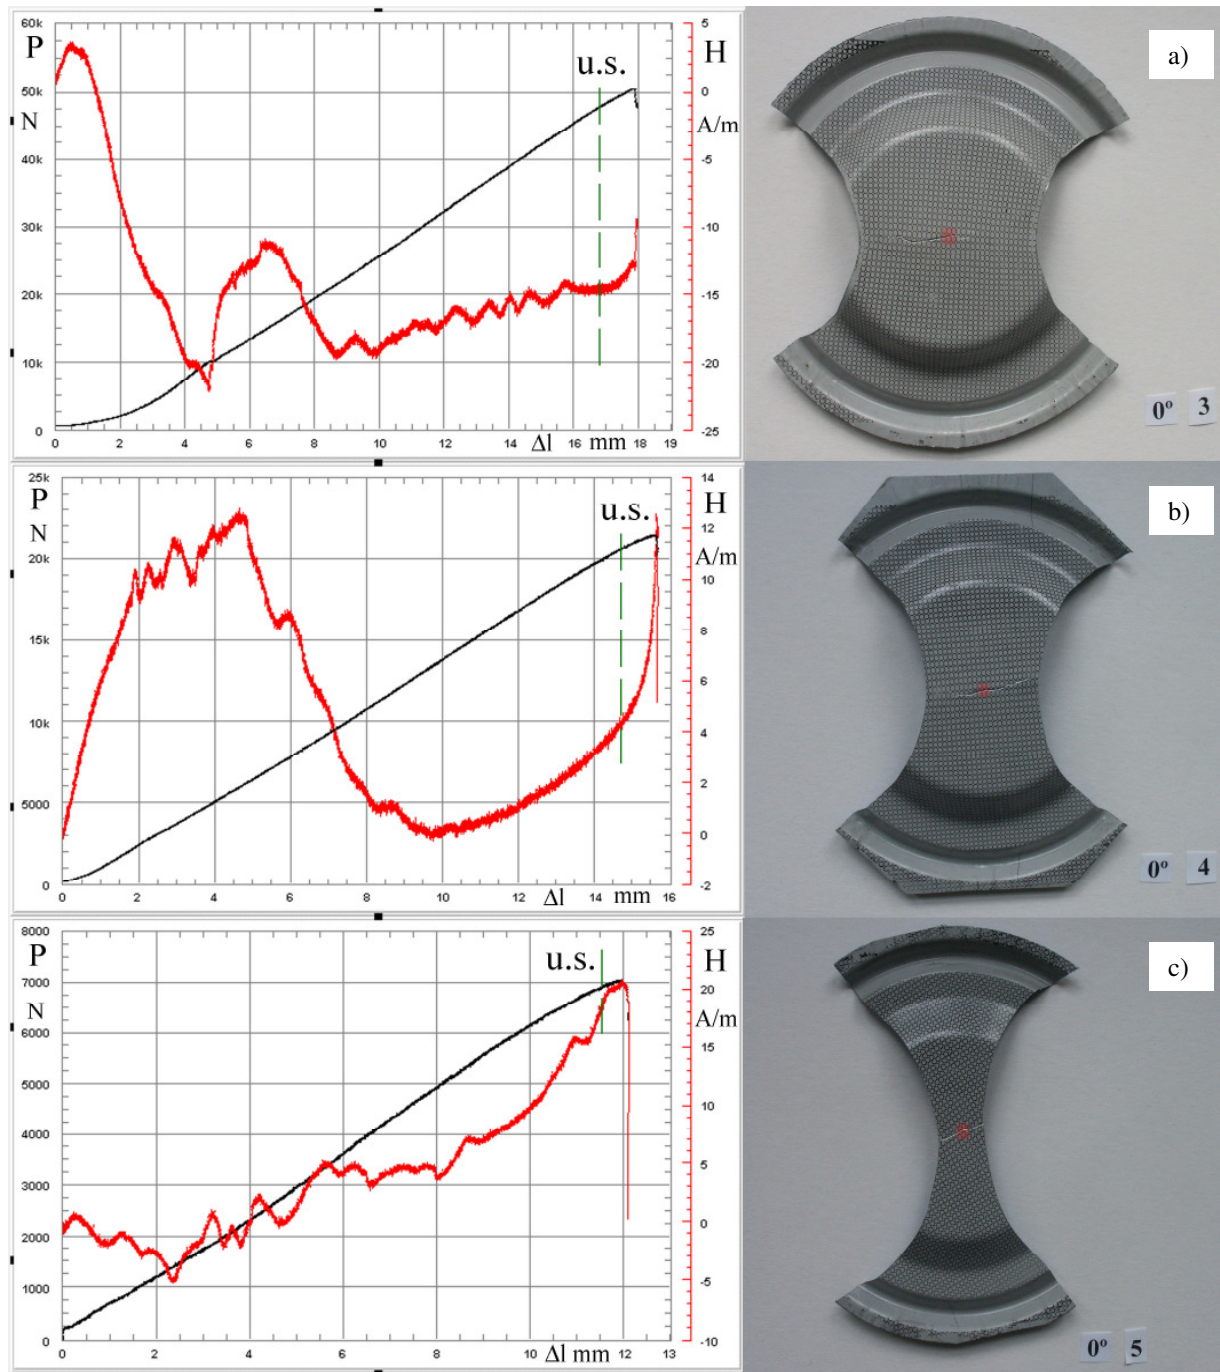 60k
P
50k
N
40k
30k
20k
10k
0
0 2 4 6 8 10 12 14 16 18 19
Δl mm
u.s.
5
H
0
A/m
-5
-10
-15
-20
-25
a)
0º 3
25k
P
N
20k
15k
10k
5000
0
0 2 4 6 8 10 12 14 16
Δl mm
u.s.
14
H
12
A/m
10
8
6
4
2
0
-2
b)
0º 4
8000
P
7000
N
6000
5000
4000
3000
2000
1000
0
0 2 4 6 8 10 12 13
Δl mm
u.s.
25
H
20
A/m
15
10
5
0
-5
-10
c)
0º 5